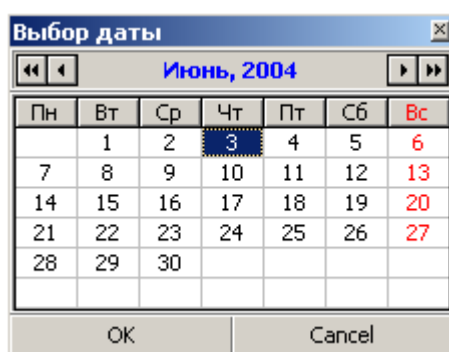 Выбор даты
Июнь, 2004
Пн Вт Ср Чт Пт Сб Вс
1 2 3 4 5 6
7 8 9 10 11 12 13
14 15 16 17 18 19 20
21 22 23 24 25 26 27
28 29 30
OK Cancel